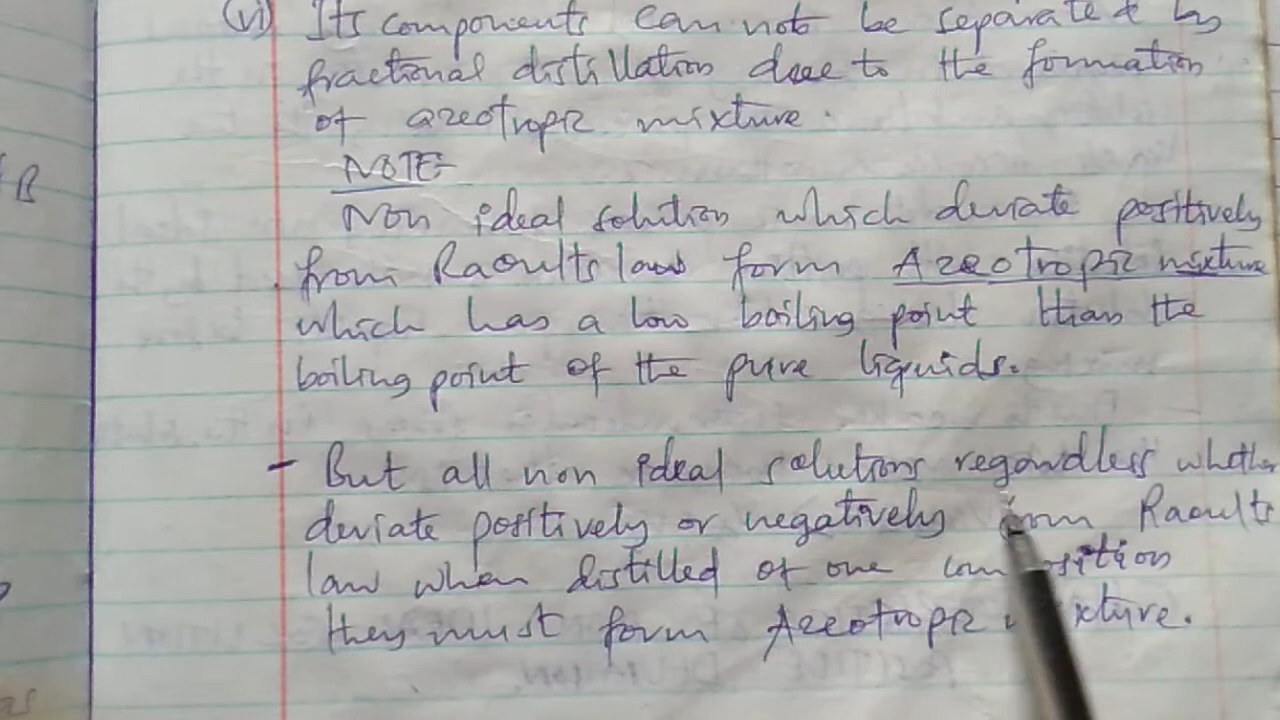 (vi) Its components can not be separated by
fractional distillation due to the formation
of azeotropic mixture.
NOTE:
Non ideal solution which deviate positively
from Raoults law form Azeotropic mixture
which has a low boiling point than the
boiling point of the pure liquids.
- But all non ideal solutions regardless whether
deviate positively or negatively from Raoults
law when distilled of one composition
they must form Azeotropic mixture.
B